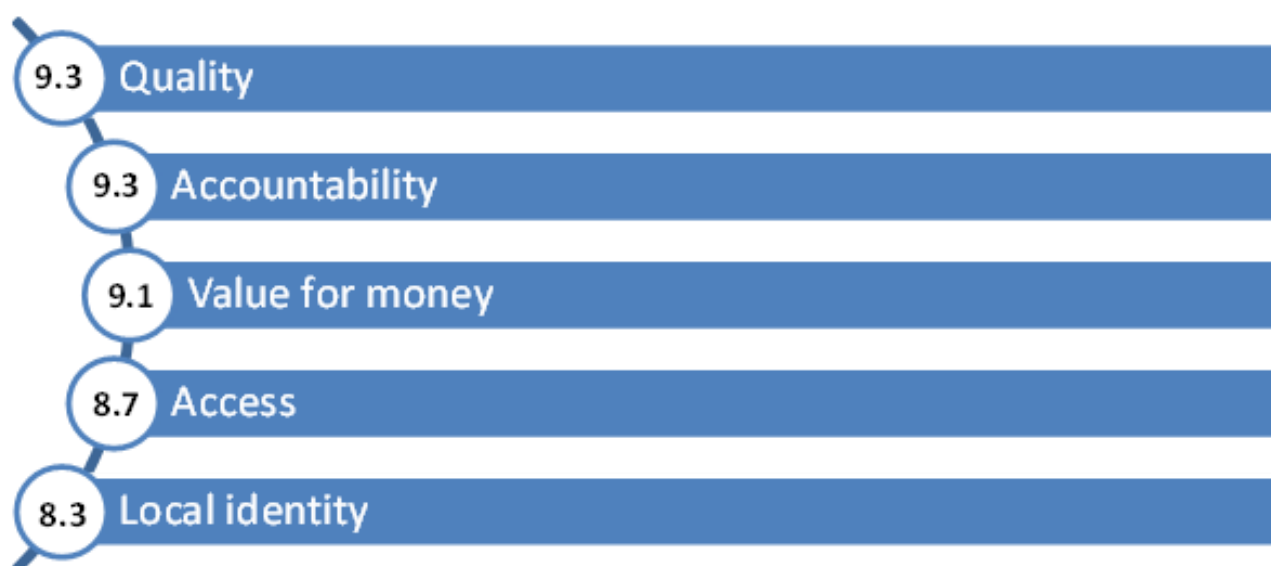 9.3 Quality
9.3 Accountability
9.1 Value for money
8.7 Access
8.3 Local identity